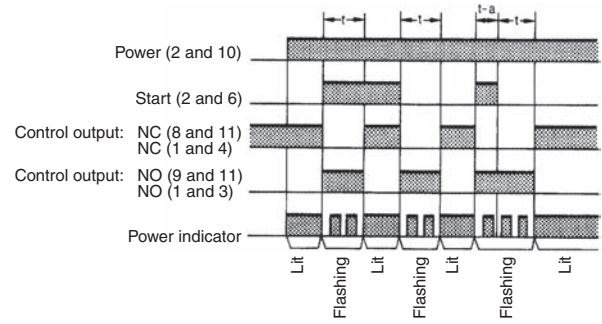 t t t-a t
Power (2 and 10)
Start (2 and 6)
Control output: NC (8 and 11)
NC (1 and 4)
Control output: NO (9 and 11)
NO (1 and 3)
Power indicator
Lit Flashing Lit Flashing Lit Flashing Lit